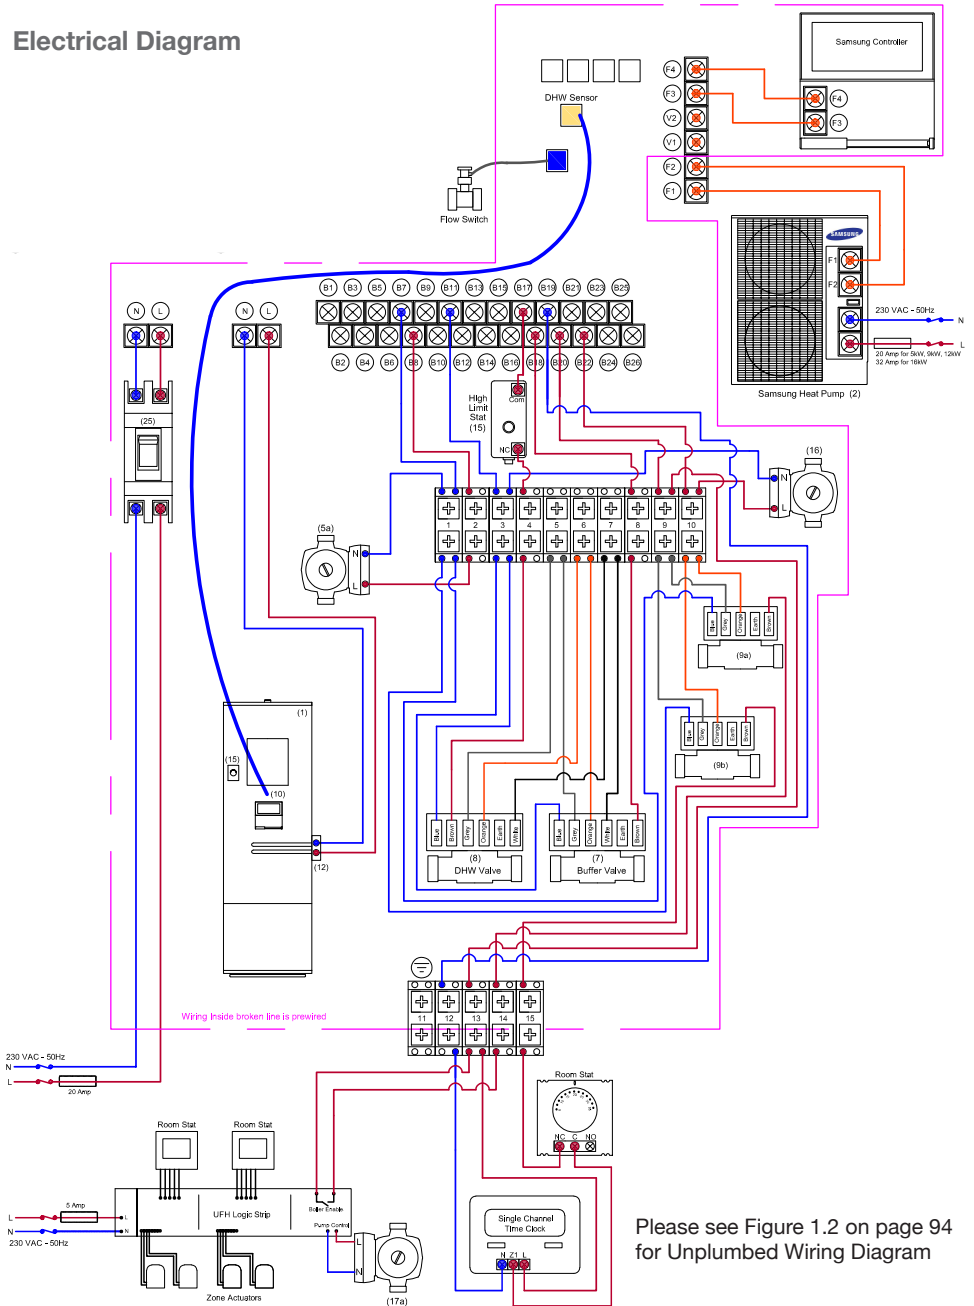 Electrical Diagram
Samsung Controller
F4
F3
DHW Sensor
F4
F3
V2
V1
F2
F1
Flow Switch
SAMSUNG
F1
F2
230 VAC - 50Hz
N
L
20 Amp for 5kW, 9kW, 12kW
32 Amp for 16kW
Samsung Heat Pump (2)
N L
N L
B1 B3 B5 B7 B9 B11 B13 B15 B17 B19 B21 B23 B25
B2 B4 B6 B8 B10 B12 B14 B16 B18 B20 B22 B24 B26
(25)
High
Limit
Stat
(15)
Com
NC
(16)
N
L
1 2 3 4 5 6 7 8 9 10
(5a)
N
L
Blue Grey Orange Earth Brown
(9a)
Blue Grey Orange Earth Brown
(9b)
(1)
(15)
(10)
(12)
Blue Brown Grey Orange Earth White
(8)
DHW Valve
Blue Grey Orange White Earth Brown
(7)
Buffer Valve
Wiring Inside broken line is prewired
11 12 13 14 15
230 VAC - 50Hz
N
L
20 Amp
Room Stat
NC C NO
Room Stat
Room Stat
5 Amp
L
N
230 VAC - 50Hz
L
N
UFH Logic Strip
Boiler Enable
Pump Control
L
N
(17a)
Zone Actuators
Single Channel
Time Clock
N Z1 L
Please see Figure 1.2 on page 94
for Unplumbed Wiring Diagram